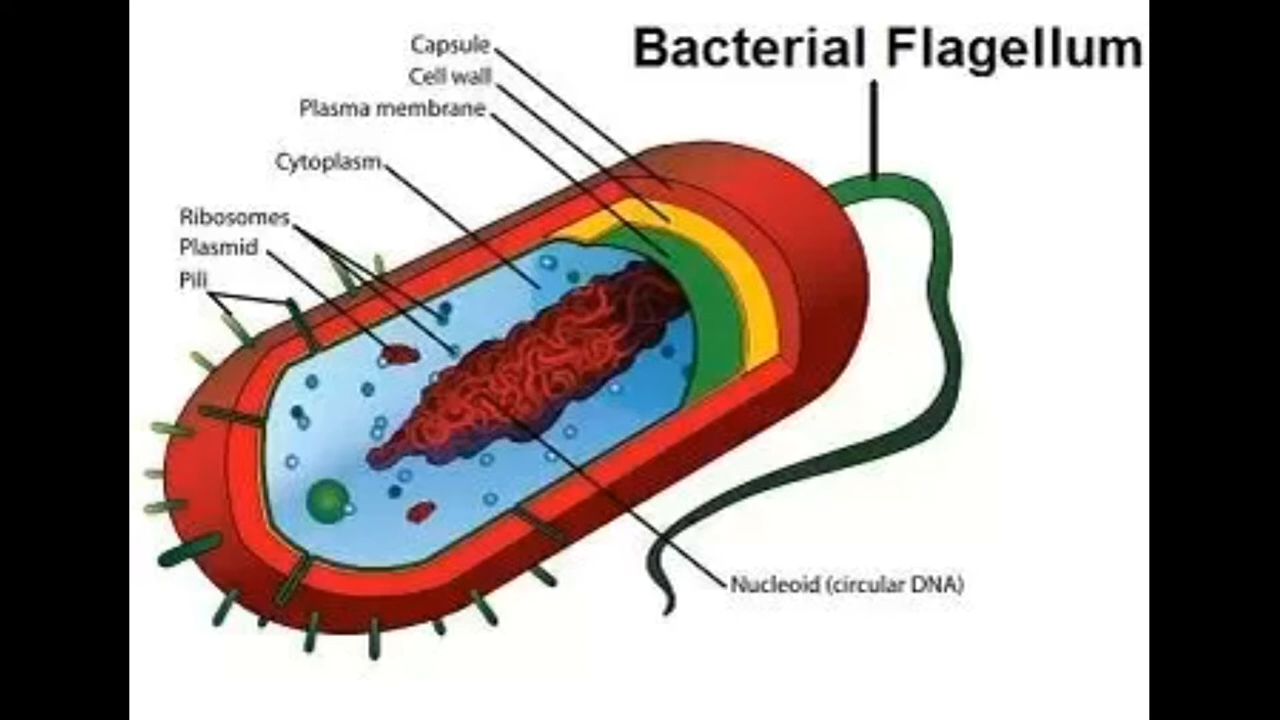 Bacterial Flagellum
Capsule
Cell wall
Plasma membrane
Cytoplasm
Ribosomes
Plasmid
Pili
Nucleoid (circular DNA)